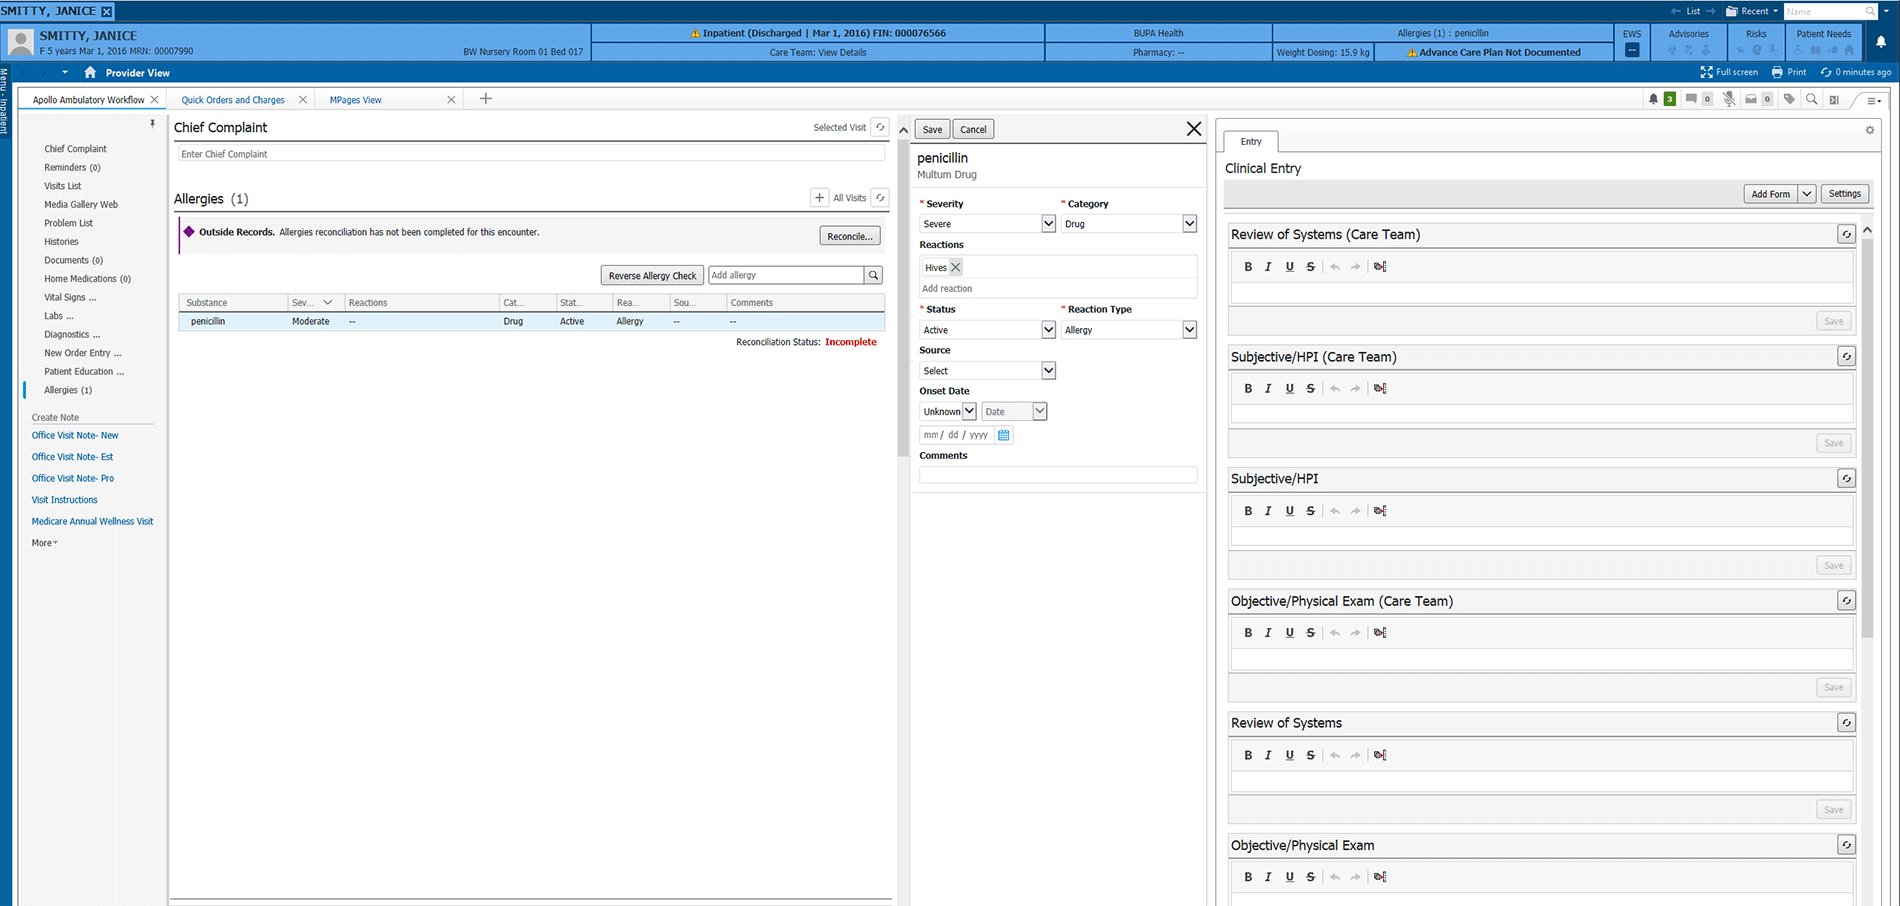 SMITTY, JANICE
List
Recent
Name
SMITTY, JANICE
F 5 years Mar 1, 2016 MRN: 00007990
BW Nursery Room 01 Bed 017
Inpatient (Discharged | Mar 1, 2016) FIN: 000076566
Care Team: View Details
BUPA Health
Pharmacy: --
Allergies (1) : penicillin
Weight Dosing: 15.9 kg
Advance Care Plan Not Documented
EWS
--
Advisories
Risks
Patient Needs
Menu - Inpatient
Provider View
Full screen
Print
0 minutes ago
Apollo Ambulatory Workflow
Quick Orders and Charges
MPages View
3
0
0
Chief Complaint
Reminders (0)
Visits List
Media Gallery Web
Problem List
Histories
Documents (0)
Home Medications (0)
Vital Signs ...
Labs ...
Diagnostics ...
New Order Entry ...
Patient Education ...
Allergies (1)
Create Note
Office Visit Note- New
Office Visit Note- Est
Office Visit Note- Pro
Visit Instructions
Medicare Annual Wellness Visit
More
Chief Complaint
Selected Visit
Enter Chief Complaint
Allergies (1)
All Visits
Outside Records. Allergies reconciliation has not been completed for this encounter.
Reconcile...
Reverse Allergy Check
Add allergy
Substance Sev... Reactions Cat... Stat... Rea... Sou... Comments
penicillin Moderate -- Drug Active Allergy -- --
Reconciliation Status: Incomplete
Save
Cancel
penicillin
Multum Drug
* Severity
* Category
Severe
Drug
Reactions
Hives
Add reaction
* Status
* Reaction Type
Active
Allergy
Source
Select
Onset Date
Unknown
Date
mm/ dd / yyyy
Comments
Entry
Clinical Entry
Add Form
Settings
Review of Systems (Care Team)
B I U S
Save
Subjective/HPI (Care Team)
B I U S
Save
Subjective/HPI
B I U S
Save
Objective/Physical Exam (Care Team)
B I U S
Save
Review of Systems
B I U S
Save
Objective/Physical Exam
B I U S